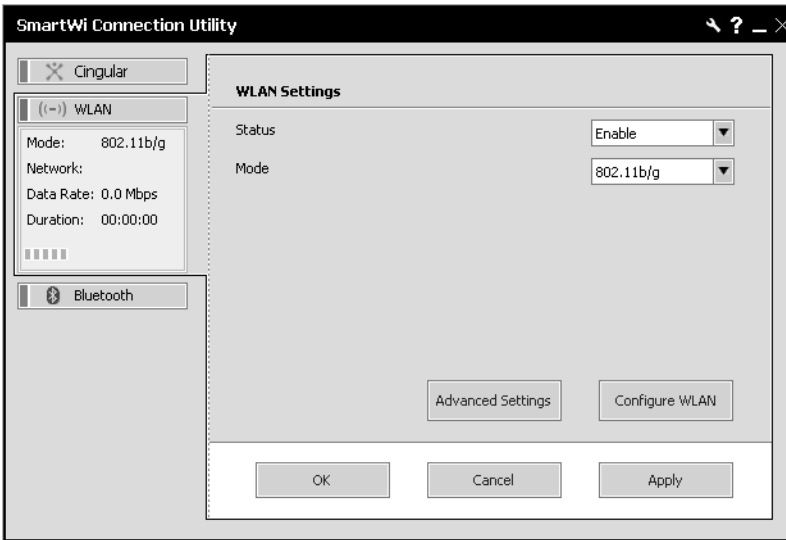 SmartWi Connection Utility
?
Cingular
((-)) WLAN
Mode: 802.11b/g
Network:
Data Rate: 0.0 Mbps
Duration: 00:00:00
Bluetooth
WLAN Settings
Status Enable
Mode 802.11b/g
Advanced Settings Configure WLAN
OK Cancel Apply